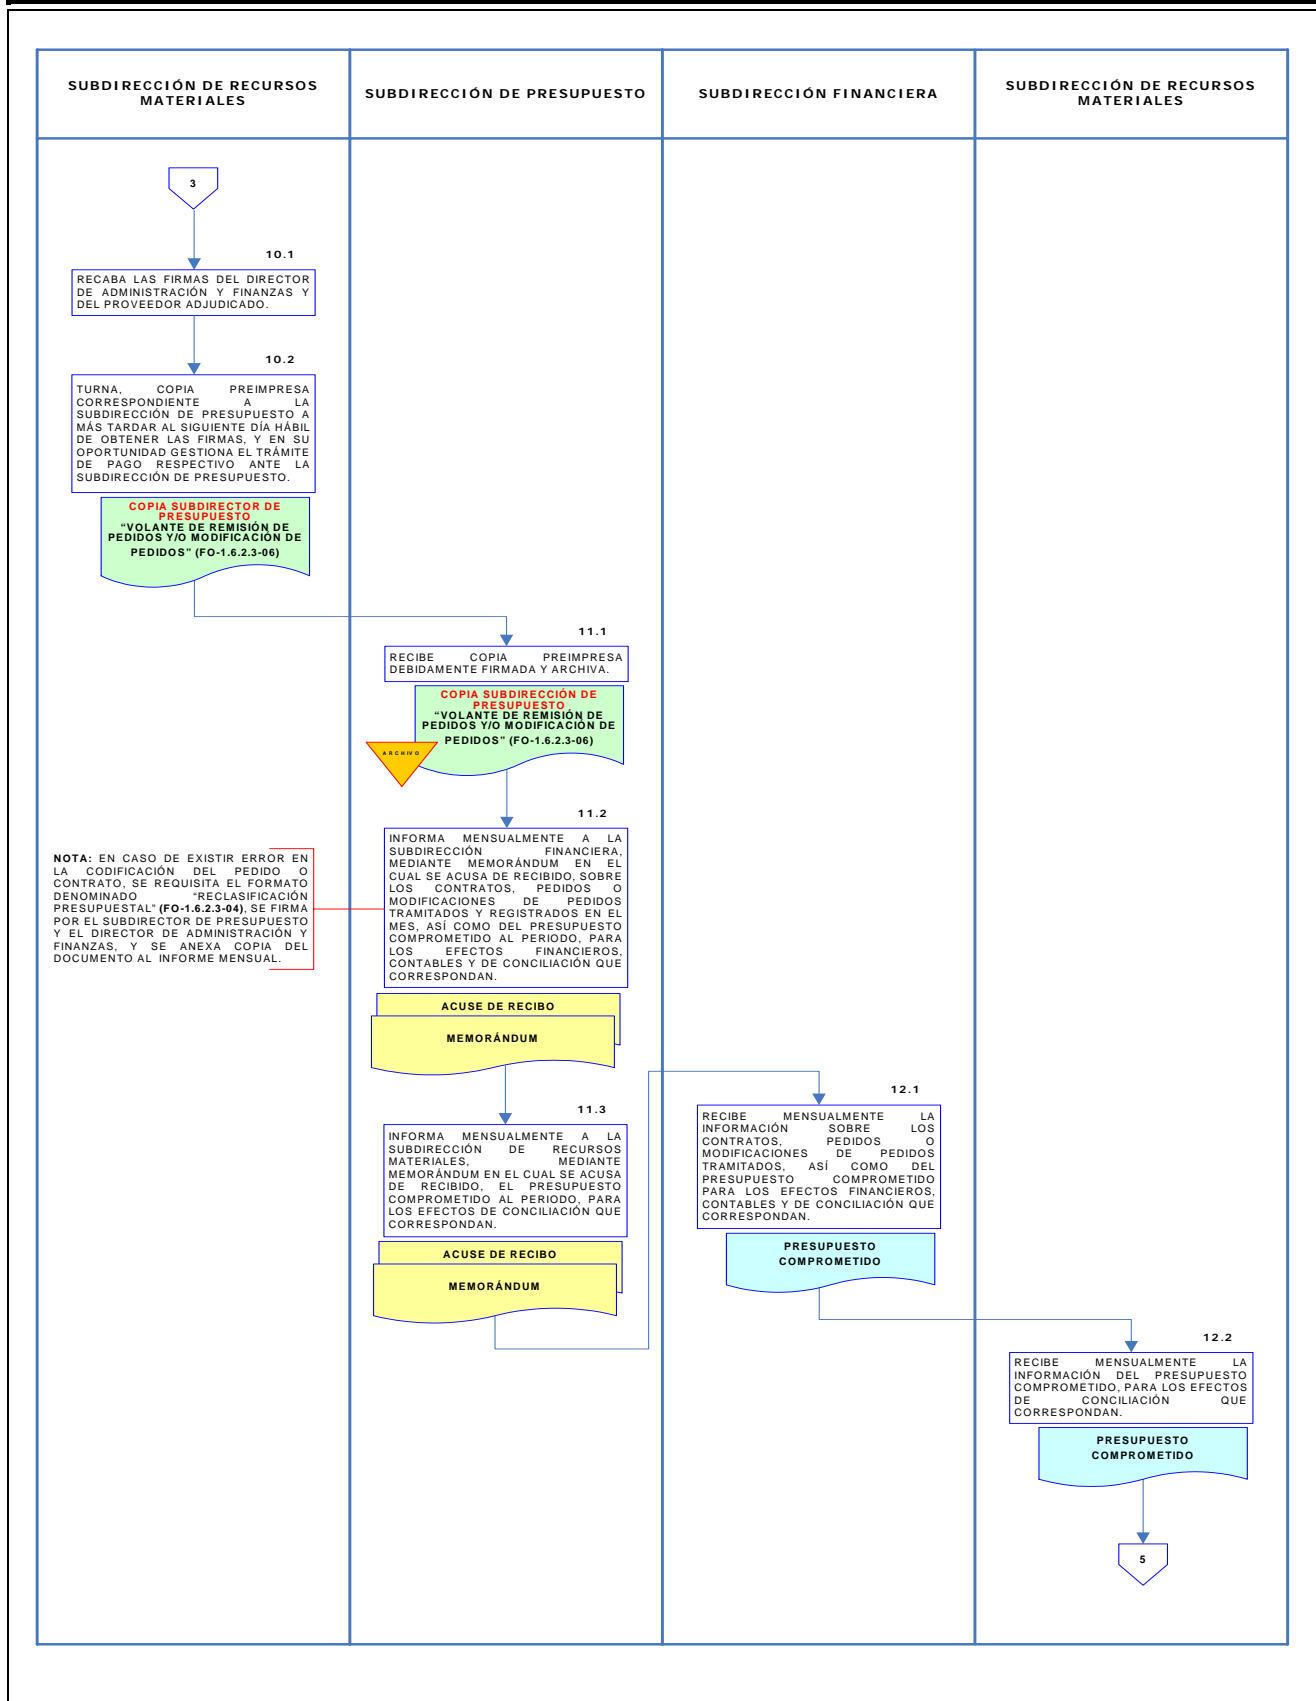 SUBDIRECCIÓN DE RECURSOS
MATERIALES
SUBDIRECCIÓN DE PRESUPUESTO
SUBDIRECCIÓN FINANCIERA
SUBDIRECCIÓN DE RECURSOS
MATERIALES
3
10.1
RECABA LAS FIRMAS DEL DIRECTOR
DE ADMINISTRACIÓN Y FINANZAS Y
DEL PROVEEDOR ADJUDICADO.
10.2
TURNA, COPIA PREIMPRESA
CORRESPONDIENTE A LA
SUBDIRECCIÓN DE PRESUPUESTO A
MÁS TARDAR AL SIGUIENTE DÍA HÁBIL
DE OBTENER LAS FIRMAS, Y EN SU
OPORTUNIDAD GESTIONA EL TRÁMITE
DE PAGO RESPECTIVO ANTE LA
SUBDIRECCIÓN DE PRESUPUESTO.
COPIA SUBDIRECTOR DE
PRESUPUESTO
“VOLANTE DE REMISIÓN DE
PEDIDOS Y/O MODIFICACIÓN DE
PEDIDOS” (FO-1.6.2.3-06)
11.1
RECIBE COPIA PREIMPRESA
DEBIDAMENTE FIRMADA Y ARCHIVA.
COPIA SUBDIRECCIÓN DE
PRESUPUESTO
“VOLANTE DE REMISIÓN DE
PEDIDOS Y/O MODIFICACIÓN DE
PEDIDOS” (FO-1.6.2.3-06)
ARCHIVO
11.2
INFORMA MENSUALMENTE A LA
SUBDIRECCIÓN FINANCIERA,
MEDIANTE MEMORÁNDUM EN EL
CUAL SE ACUSA DE RECIBIDO, SOBRE
LOS CONTRATOS, PEDIDOS O
MODIFICACIONES DE PEDIDOS
TRAMITADOS Y REGISTRADOS EN EL
MES, ASÍ COMO DEL PRESUPUESTO
COMPROMETIDO AL PERIODO, PARA
LOS EFECTOS FINANCIEROS,
CONTABLES Y DE CONCILIACIÓN QUE
CORRESPONDAN.
NOTA: EN CASO DE EXISTIR ERROR EN
LA CODIFICACIÓN DEL PEDIDO O
CONTRATO, SE REQUISITA EL FORMATO
DENOMINADO “RECLASIFICACIÓN
PRESUPUESTAL” (FO-1.6.2.3-04), SE FIRMA
POR EL SUBDIRECTOR DE PRESUPUESTO
Y EL DIRECTOR DE ADMINISTRACIÓN Y
FINANZAS, Y SE ANEXA COPIA DEL
DOCUMENTO AL INFORME MENSUAL.
ACUSE DE RECIBO
MEMORÁNDUM
11.3
INFORMA MENSUALMENTE A LA
SUBDIRECCIÓN DE RECURSOS
MATERIALES, MEDIANTE
MEMORÁNDUM EN EL CUAL SE ACUSA
DE RECIBIDO, EL PRESUPUESTO
COMPROMETIDO AL PERIODO, PARA
LOS EFECTOS DE CONCILIACIÓN QUE
CORRESPONDAN.
ACUSE DE RECIBO
MEMORÁNDUM
12.1
RECIBE MENSUALMENTE LA
INFORMACIÓN SOBRE LOS
CONTRATOS, PEDIDOS O
MODIFICACIONES DE PEDIDOS
TRAMITADOS, ASÍ COMO DEL
PRESUPUESTO COMPROMETIDO
PARA LOS EFECTOS FINANCIEROS,
CONTABLES Y DE CONCILIACIÓN QUE
CORRESPONDAN.
PRESUPUESTO
COMPROMETIDO
12.2
RECIBE MENSUALMENTE LA
INFORMACIÓN DEL PRESUPUESTO
COMPROMETIDO, PARA LOS EFECTOS
DE CONCILIACIÓN QUE
CORRESPONDAN.
PRESUPUESTO
COMPROMETIDO
5